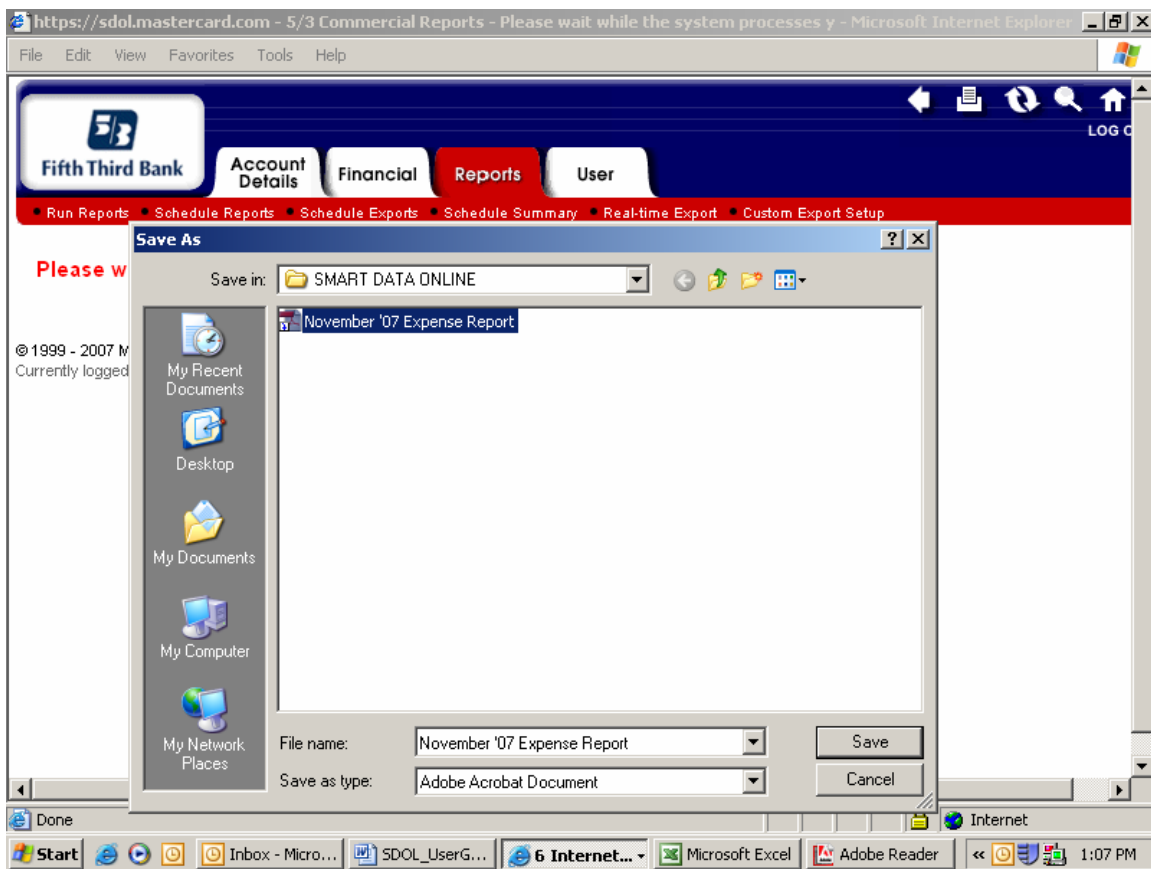 https://sdol.mastercard.com - 5/3 Commercial Reports - Please wait while the system processes y - Microsoft Internet Explorer
File Edit View Favorites Tools Help
5/3
Fifth Third Bank
Account Details
Financial
Reports
User
LOG O
• Run Reports • Schedule Reports • Schedule Exports • Schedule Summary • Real-time Export • Custom Export Setup
Please w
© 1999 - 2007 M
Currently logged
Save As
Save in: SMART DATA ONLINE
November '07 Expense Report
My Recent
Documents
Desktop
My Documents
My Computer
My Network
Places
File name: November '07 Expense Report
Save
Save as type: Adobe Acrobat Document
Cancel
Done
Internet
Start
Inbox - Micro...
SDOL_UserG...
6 Internet...
Microsoft Excel
Adobe Reader
«
1:07 PM